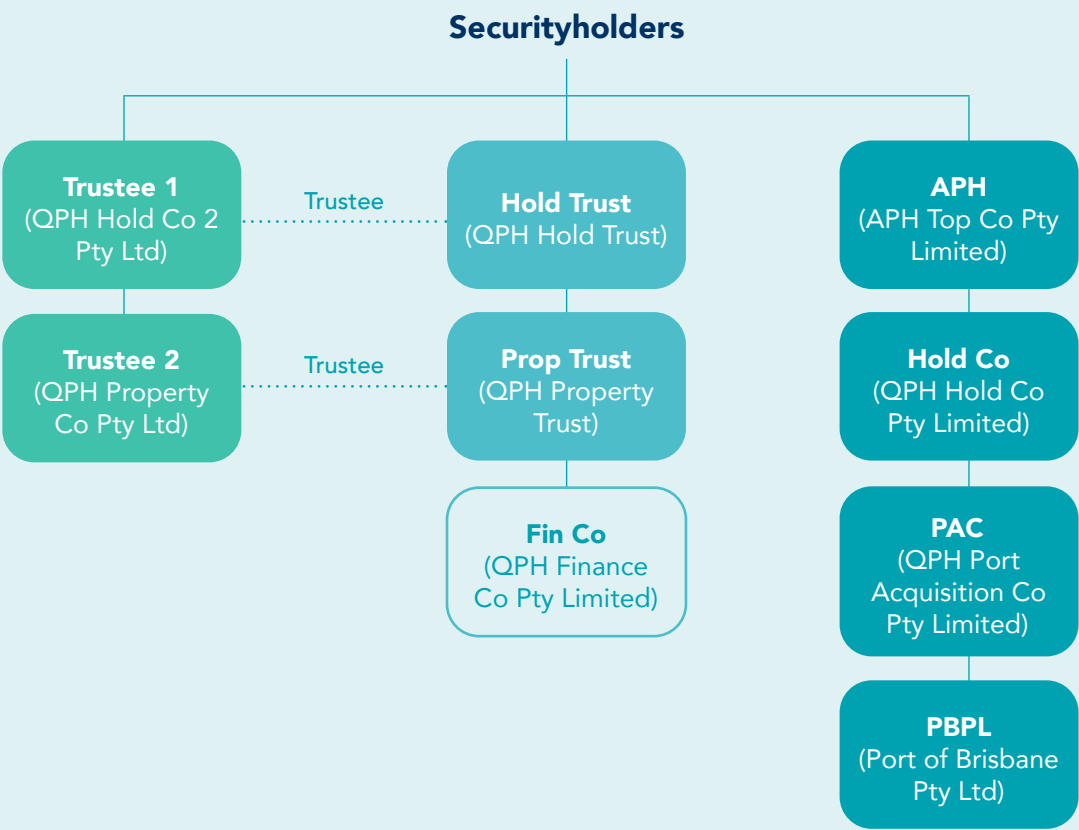 Securityholders
Trustee 1
(QPH Hold Co 2
Pty Ltd)
Trustee
Hold Trust
(QPH Hold Trust)
APH
(APH Top Co Pty
Limited)
Trustee 2
(QPH Property
Co Pty Ltd)
Trustee
Prop Trust
(QPH Property
Trust)
Hold Co
(QPH Hold Co
Pty Limited)
Fin Co
(QPH Finance
Co Pty Limited)
PAC
(QPH Port
Acquisition Co
Pty Limited)
PBPL
(Port of Brisbane
Pty Ltd)